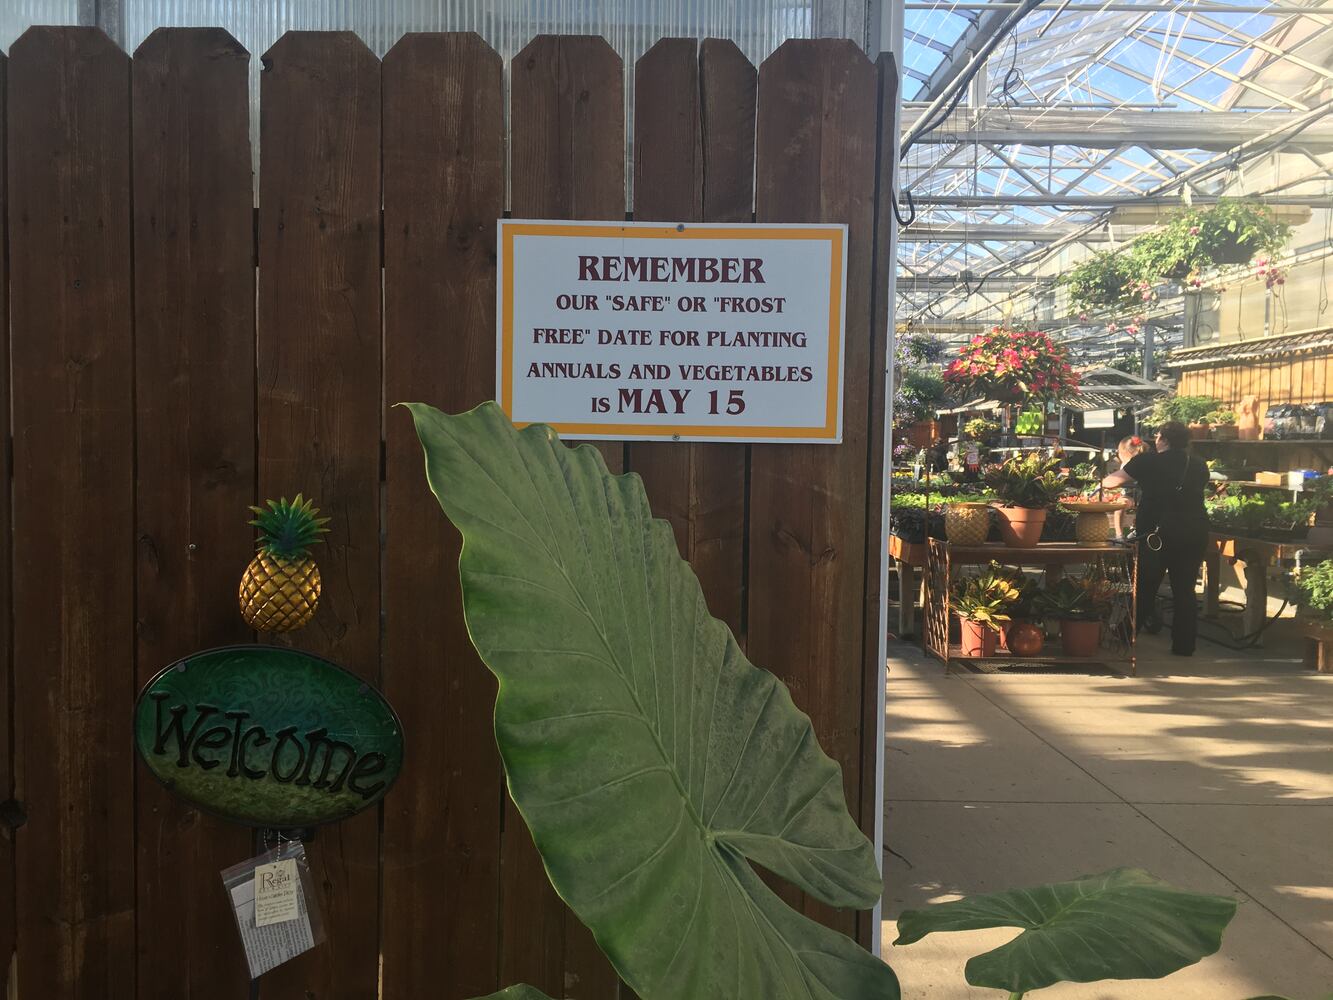 REMEMBER
OUR "SAFE" OR "FROST
FREE" DATE FOR PLANTING
ANNUALS AND VEGETABLES
IS MAY 15
Welcome
Regal